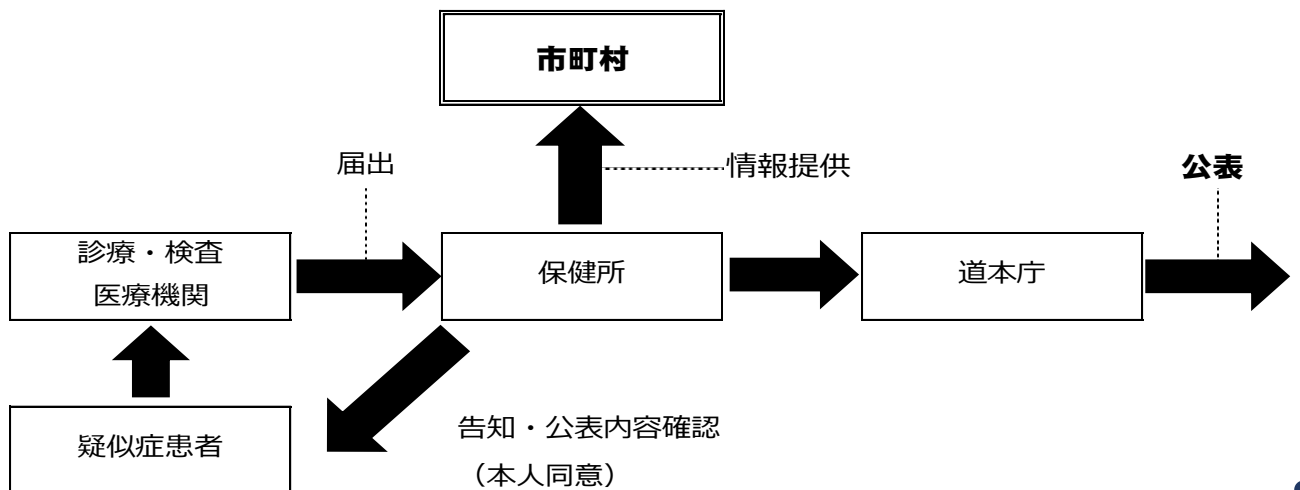 市町村
届出
情報提供
公表
診療・検査
医療機関
保健所
道本庁
疑似症患者
告知・公表内容確認
（本人同意）